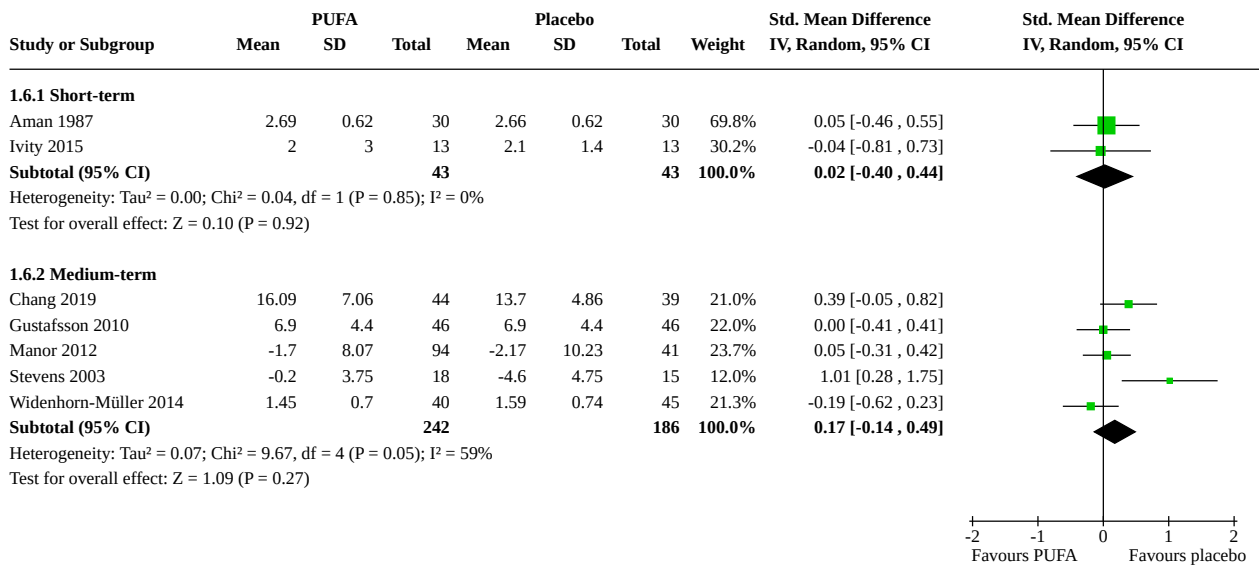 PUFA Placebo Std. Mean Difference Std. Mean Difference
Study or Subgroup Mean SD Total Mean SD Total Weight IV, Random, 95% CI IV, Random, 95% CI
1.6.1 Short-term
Aman 1987 2.69 0.62 30 2.66 0.62 30 69.8% 0.05 [-0.46 , 0.55]
Ivity 2015 2 3 13 2.1 1.4 13 30.2% -0.04 [-0.81 , 0.73]
Subtotal (95% CI) 43 43 100.0% 0.02 [-0.40 , 0.44]
Heterogeneity: Tau² = 0.00; Chi² = 0.04, df = 1 (P = 0.85); I² = 0%
Test for overall effect: Z = 0.10 (P = 0.92)
1.6.2 Medium-term
Chang 2019 16.09 7.06 44 13.7 4.86 39 21.0% 0.39 [-0.05 , 0.82]
Gustafsson 2010 6.9 4.4 46 6.9 4.4 46 22.0% 0.00 [-0.41 , 0.41]
Manor 2012 -1.7 8.07 94 -2.17 10.23 41 23.7% 0.05 [-0.31 , 0.42]
Stevens 2003 -0.2 3.75 18 -4.6 4.75 15 12.0% 1.01 [0.28 , 1.75]
Widenhorn-Müller 2014 1.45 0.7 40 1.59 0.74 45 21.3% -0.19 [-0.62 , 0.23]
Subtotal (95% CI) 242 186 100.0% 0.17 [-0.14 , 0.49]
Heterogeneity: Tau² = 0.07; Chi² = 9.67, df = 4 (P = 0.05); I² = 59%
Test for overall effect: Z = 1.09 (P = 0.27)
-2 -1 0 1 2
Favours PUFA Favours placebo